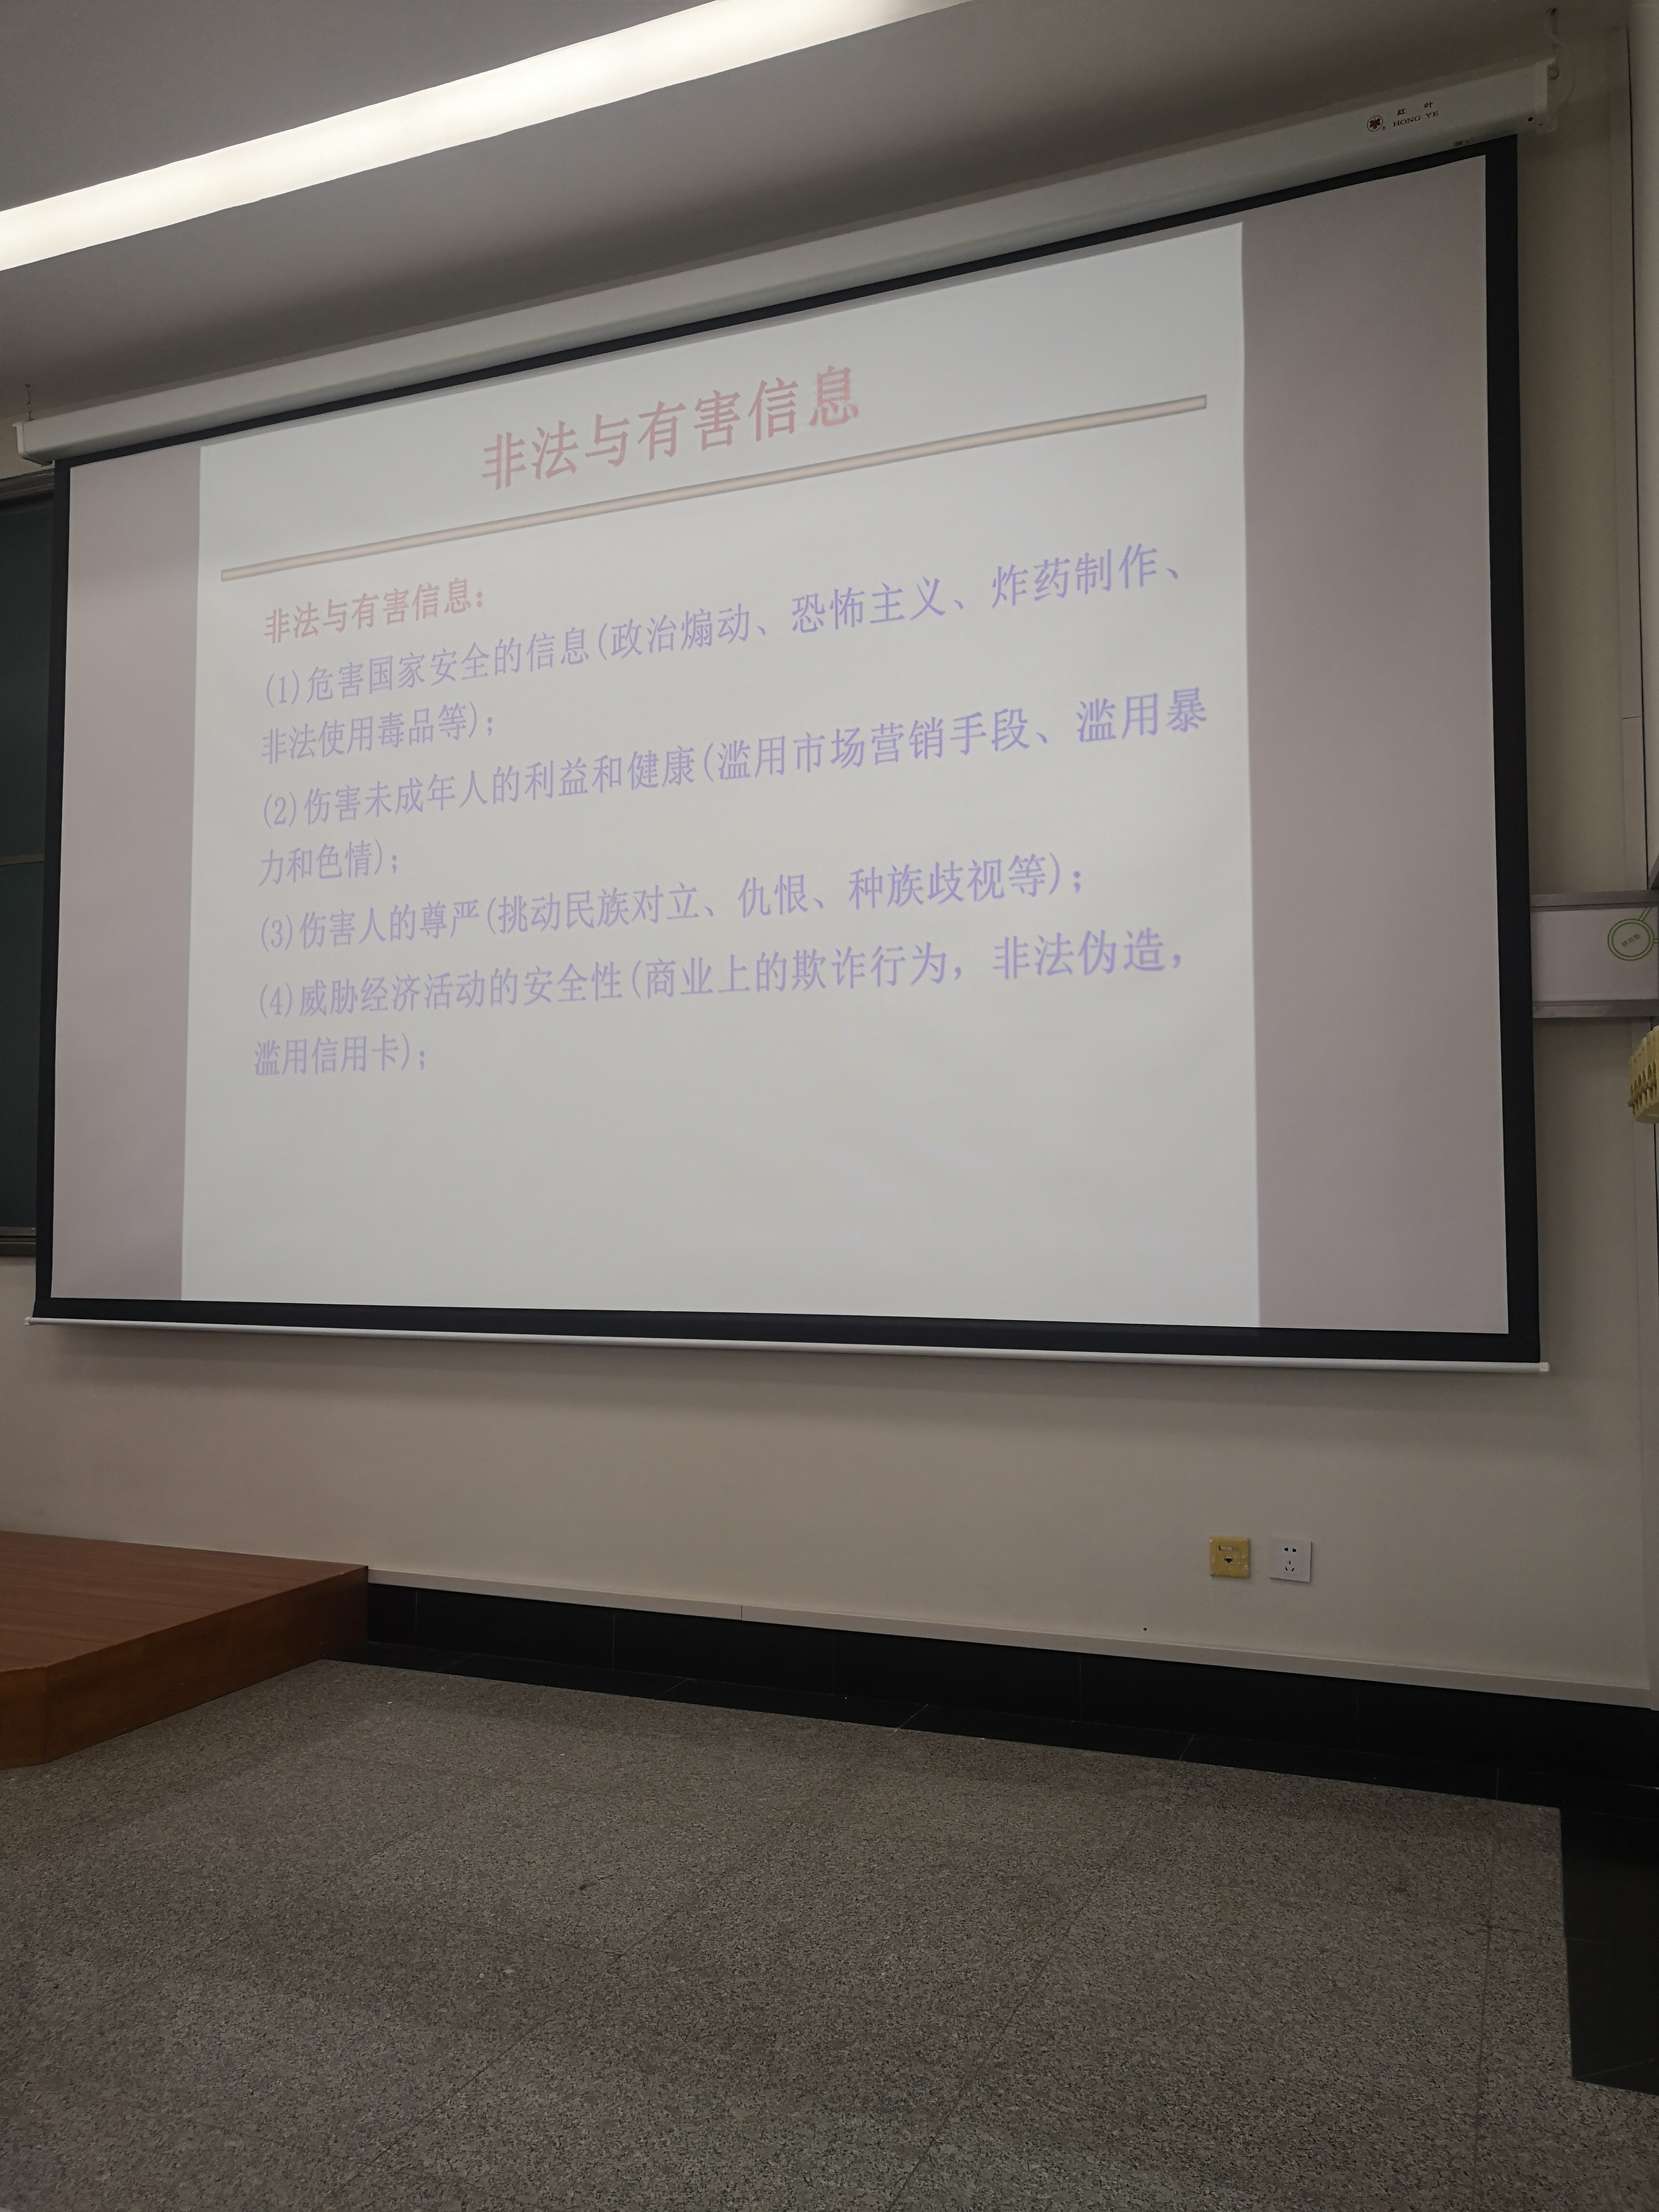 红叶
HONG YE
非法与有害信息
非法与有害信息：
(1)危害国家安全的信息(政治煽动、恐怖主义、炸药制作、
非法使用毒品等)；
(2)伤害未成年人的利益和健康(滥用市场营销手段、滥用暴
力和色情)；
(3)伤害人的尊严(挑动民族对立、仇恨、种族歧视等)；
(4)威胁经济活动的安全性(商业上的欺诈行为，非法伪造，
滥用信用卡)；